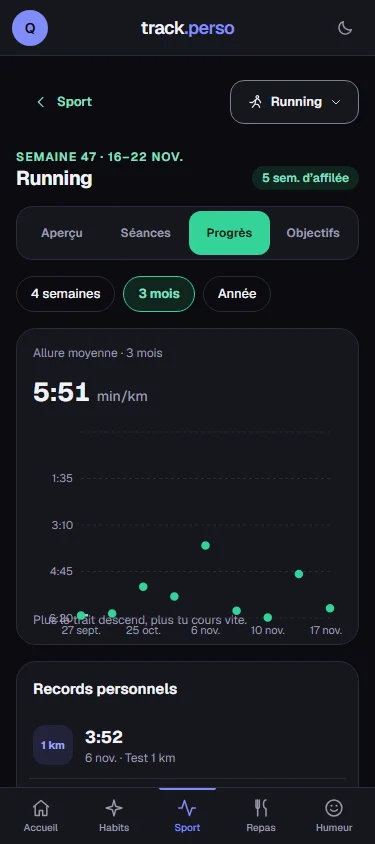 Q
track.perso
Sport
Running
SEMAINE 47 · 16–22 NOV.
Running
5 sem. d'affilée
Aperçu Séances Progrès Objectifs
4 semaines 3 mois Année
Allure moyenne · 3 mois
5:51 min/km
1:35
3:10
4:45
6:20
Plus le trait descend, plus tu cours vite.
27 sept. 25 oct. 6 nov. 10 nov. 17 nov.
Records personnels
1 km
3:52
6 nov. · Test 1 km
Accueil Habits Sport Repas Humeur